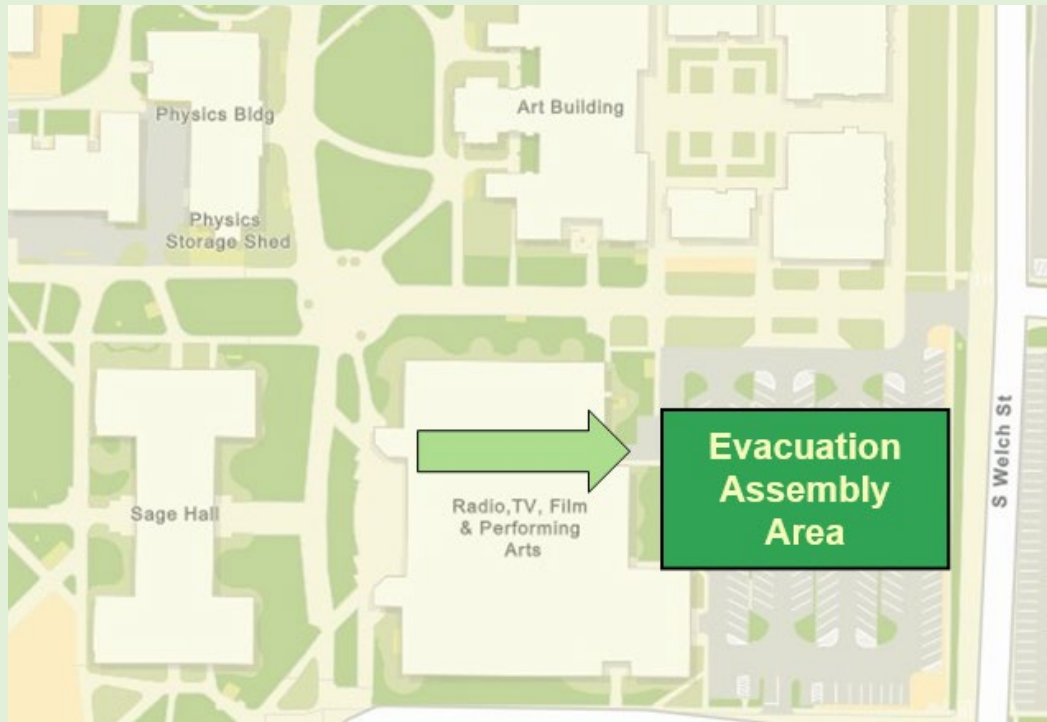 Physics Bldg
Art Building
Physics
Storage Shed
S Welch St
Evacuation
Assembly
Area
Radio,TV, Film
& Performing
Arts
Sage Hall